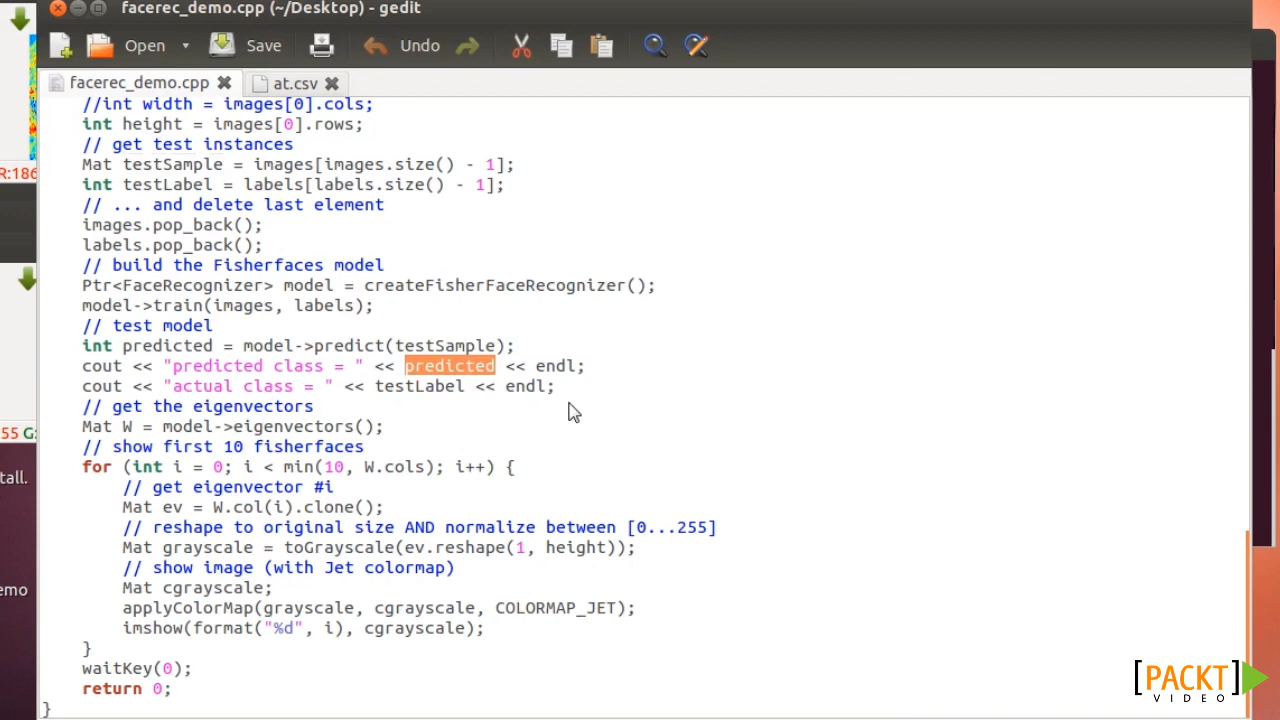 facerec_demo.cpp (~/Desktop) - gedit
Open Save Undo
facerec_demo.cpp at.csv
//int width = images[0].cols;
int height = images[0].rows;
// get test instances
Mat testSample = images[images.size() - 1];
int testLabel = labels[labels.size() - 1];
// ... and delete last element
images.pop_back();
labels.pop_back();
// build the Fisherfaces model
Ptr<FaceRecognizer> model = createFisherFaceRecognizer();
model->train(images, labels);
// test model
int predicted = model->predict(testSample);
cout << "predicted class = " << predicted << endl;
cout << "actual class = " << testLabel << endl;
// get the eigenvectors
Mat W = model->eigenvectors();
// show first 10 fisherfaces
for (int i = 0; i < min(10, W.cols); i++) {
// get eigenvector #i
Mat ev = W.col(i).clone();
// reshape to original size AND normalize between [0...255]
Mat grayscale = toGrayscale(ev.reshape(1, height));
// show image (with Jet colormap)
Mat cgrayscale;
applyColorMap(grayscale, cgrayscale, COLORMAP_JET);
imshow(format("%d", i), cgrayscale);
}
waitKey(0);
return 0;
}
R:186
55 G:
tall.
emo
[PACKT]
VIDEO